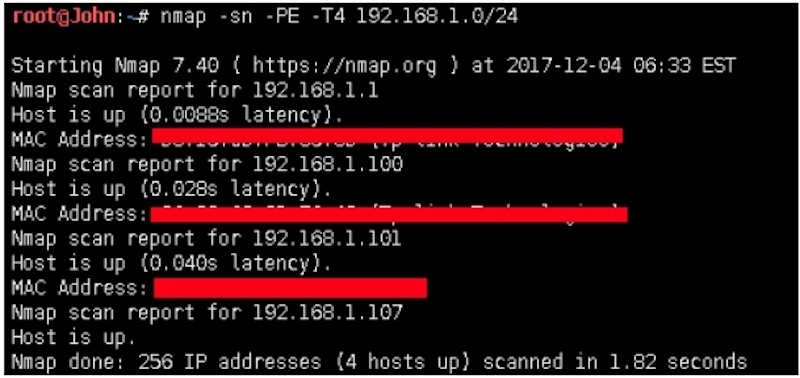 root@John:~# nmap -sn -PE -T4 192.168.1.0/24
Starting Nmap 7.40 ( https://nmap.org ) at 2017-12-04 06:33 EST
Nmap scan report for 192.168.1.1
Host is up (0.0088s latency).
MAC Address:
Nmap scan report for 192.168.1.100
Host is up (0.028s latency).
MAC Address:
Nmap scan report for 192.168.1.101
Host is up (0.040s latency).
MAC Address:
Nmap scan report for 192.168.1.107
Host is up.
Nmap done: 256 IP addresses (4 hosts up) scanned in 1.82 seconds